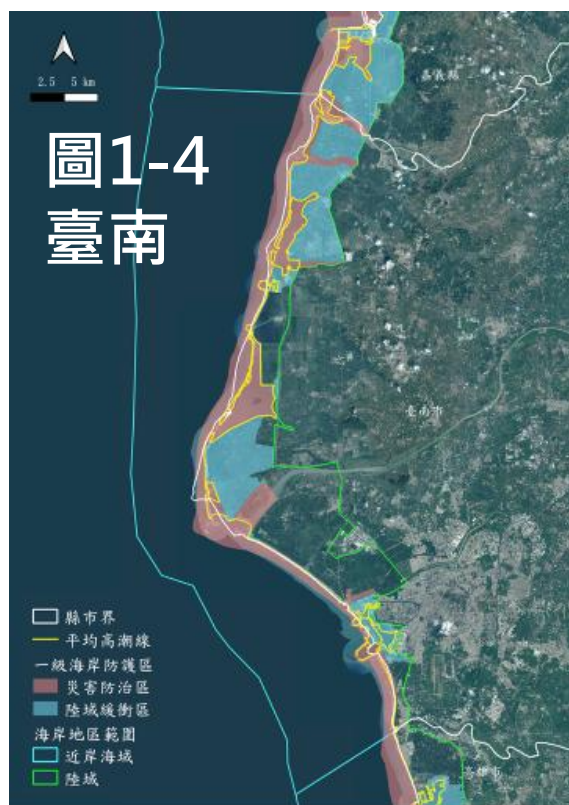 2.5 5 km
圖1-4
臺南
嘉義縣
臺南市
高雄市
縣市界
平均高潮線
一級海岸防護區
災害防治區
陸域緩衝區
海岸地區範圍
近岸海域
陸域